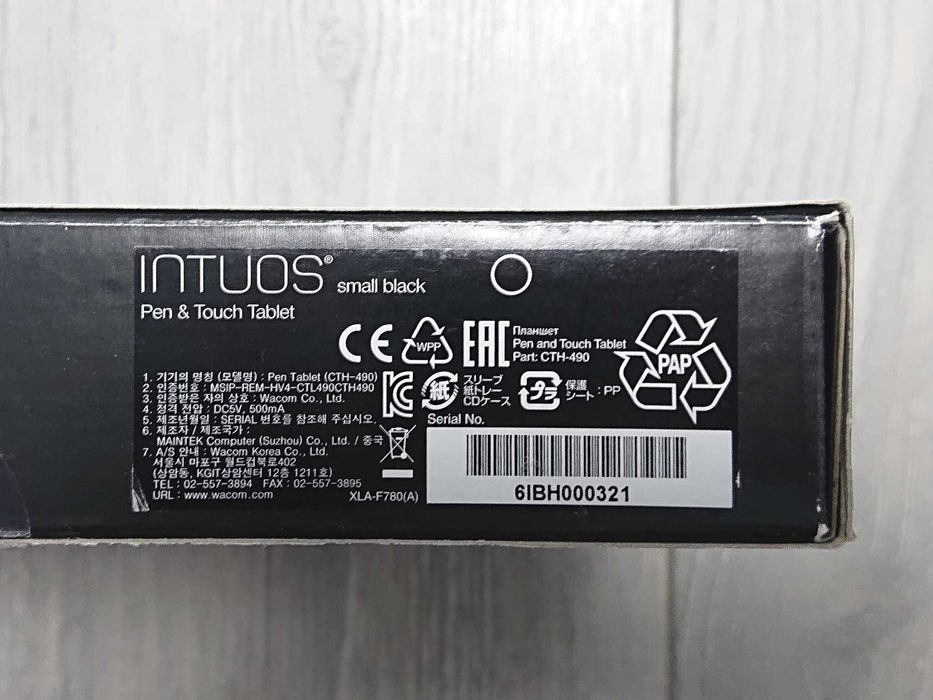 INTUOS® small black
Pen & Touch Tablet
CE
WPP
EAC
Планшет
Pen and Touch Tablet
Part: CTH-490
PAP
1. 기기의 명칭 (모델명) : Pen Tablet (CTH-490)
2. 인증번호 : MSIP-REM-HV4-CTL490CTH490
3. 인증받은 자의 상호 : Wacom Co., Ltd.
4. 정격 전압 : DC5V, 500mA
5. 제조년월일 : SERIAL 번호를 참조해 주십시오.
6. 제조자 / 제조국가 :
MAINTEK Computer (Suzhou) Co., Ltd. / 중국
7. A/S 안내 : Wacom Korea Co., Ltd.
서울시 마포구 월드컵북로402
(상암동, KGIT상암센터 12층 1211호)
TEL : 02-557-3894 FAX : 02-557-3895
URL : www.wacom.com
XLA-F780(A)
紙
スリーブ
紙トレー
CDケース
プラ
保護
シート : PP
Serial No.
6IBH000321